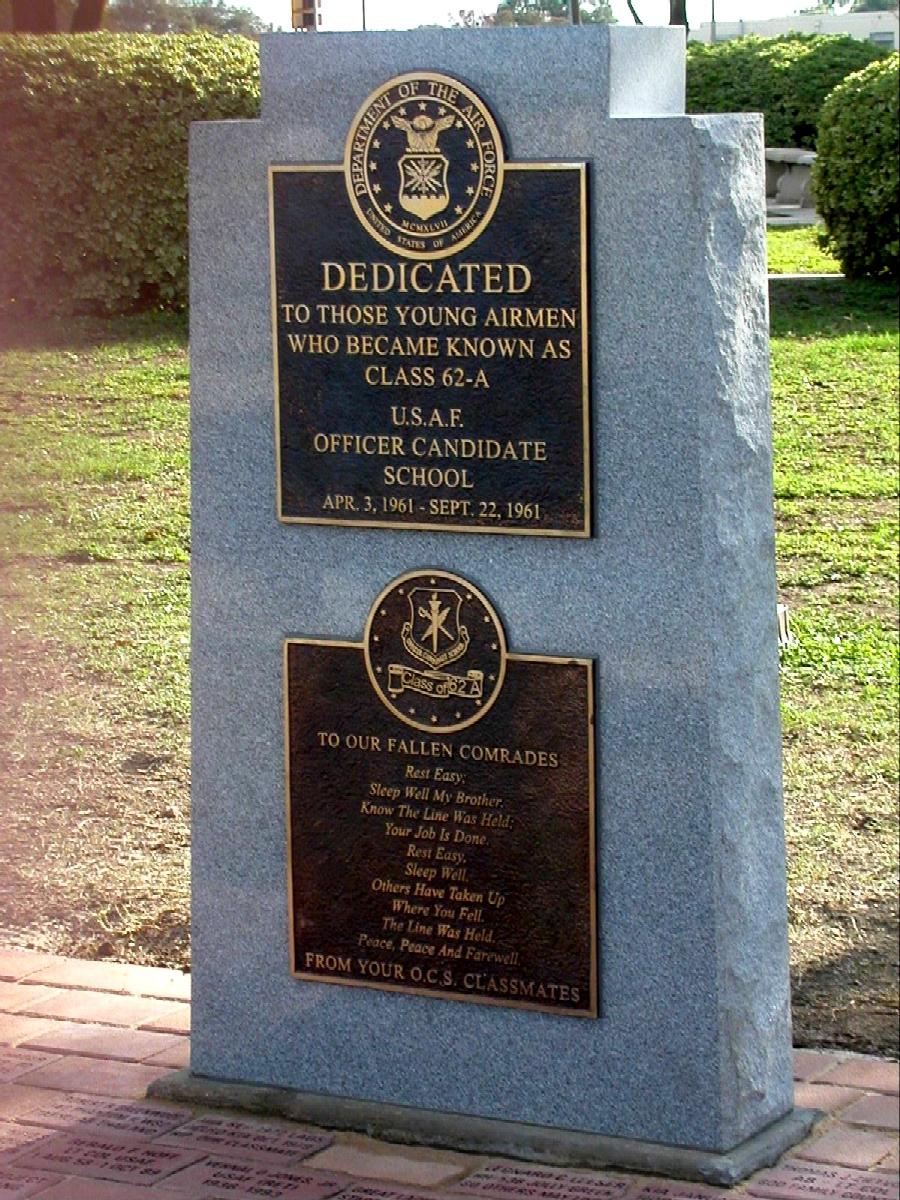 DEPARTMENT OF THE AIR FORCE
MCMXLVII
UNITED STATES OF AMERICA
DEDICATED
TO THOSE YOUNG AIRMEN
WHO BECAME KNOWN AS
CLASS 62-A
U.S.A.F.
OFFICER CANDIDATE
SCHOOL
APR. 3, 1961 - SEPT. 22, 1961
OFFICER CANDIDATE SCHOOL
Class of 62 A
TO OUR FALLEN COMRADES
Rest Easy;
Sleep Well My Brother.
Know The Line Was Held;
Your Job Is Done.
Rest Easy,
Sleep Well.
Others Have Taken Up
Where You Fell.
The Line Was Held.
Peace, Peace And Farewell.
FROM YOUR O.C.S. CLASSMATES